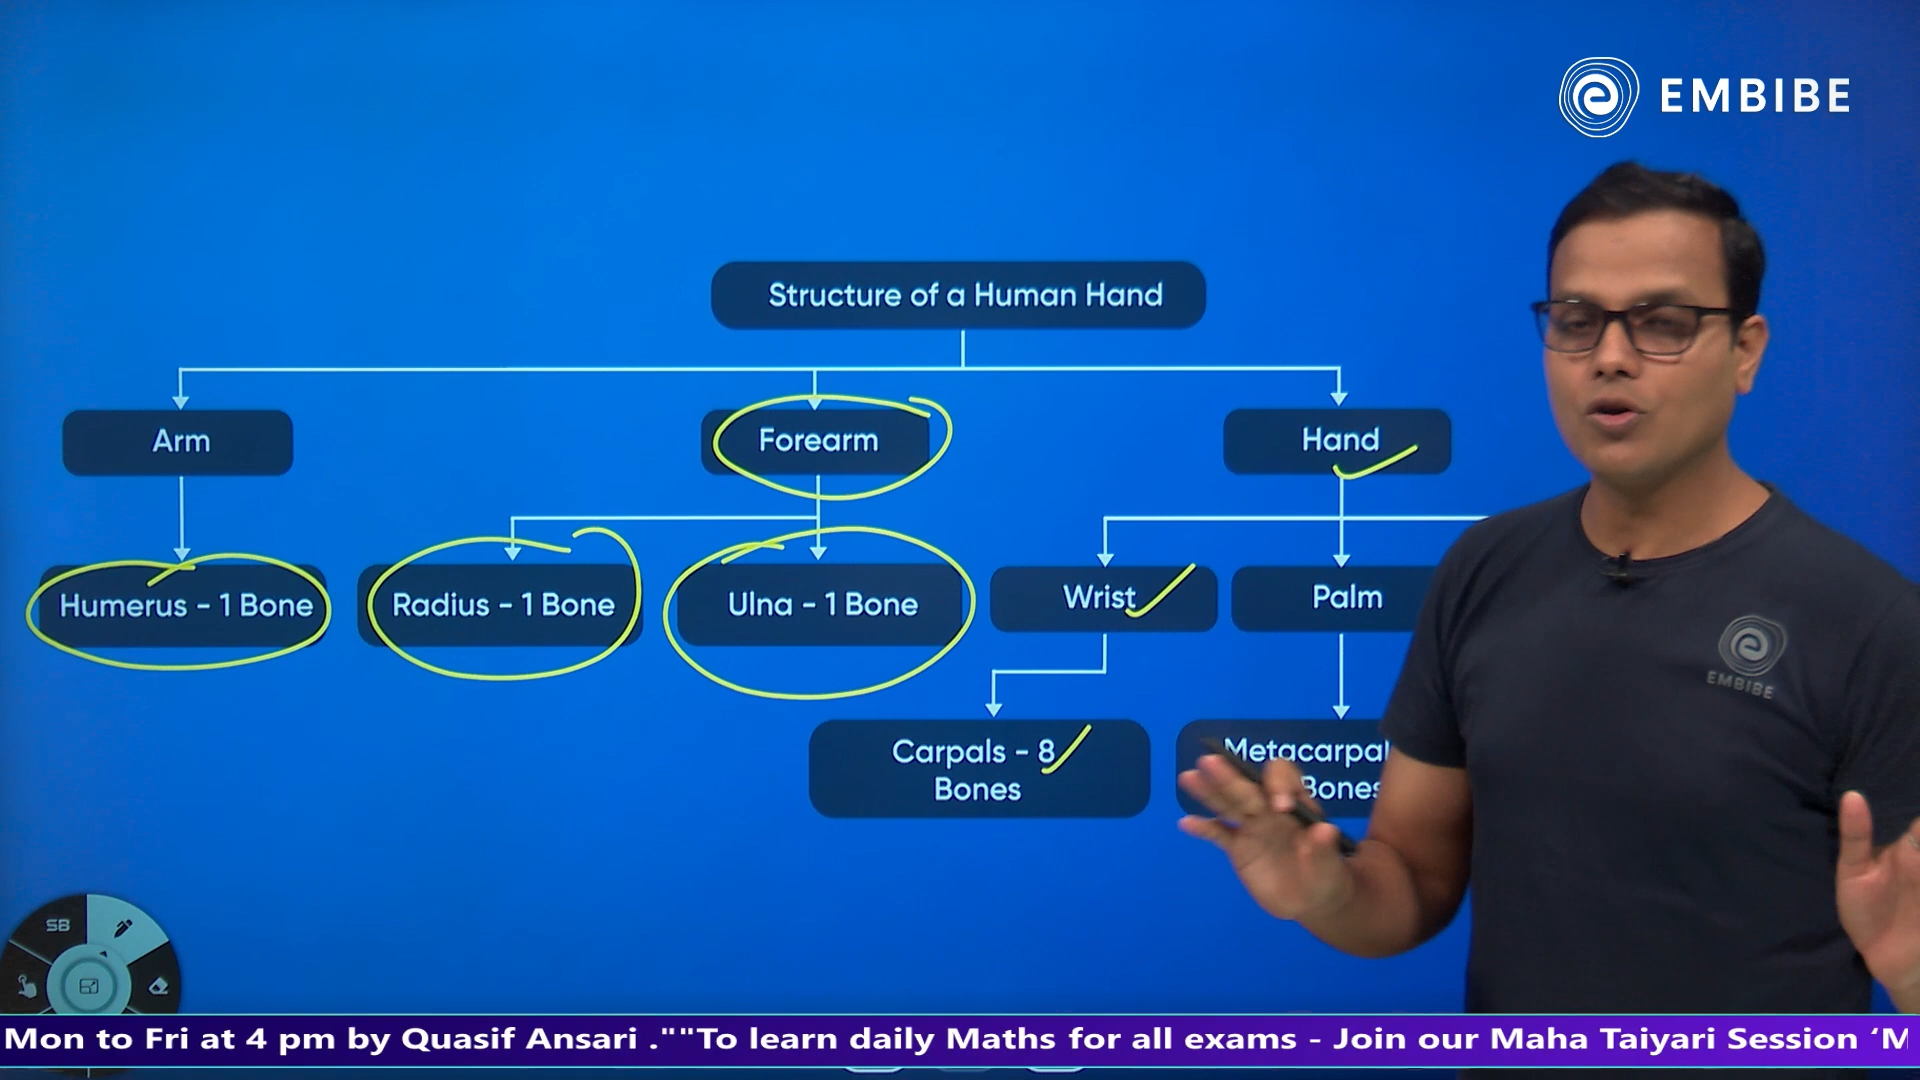 EMBIBE
Structure of a Human Hand
Arm
Forearm
Hand
Humerus - 1 Bone
Radius - 1 Bone
Ulna - 1 Bone
Wrist
Palm
Carpals - 8
Bones
Metacarpal
Bones
EMBIBE
SB
Mon to Fri at 4 pm by Quasif Ansari .""To learn daily Maths for all exams - Join our Maha Taiyari Session ‘M